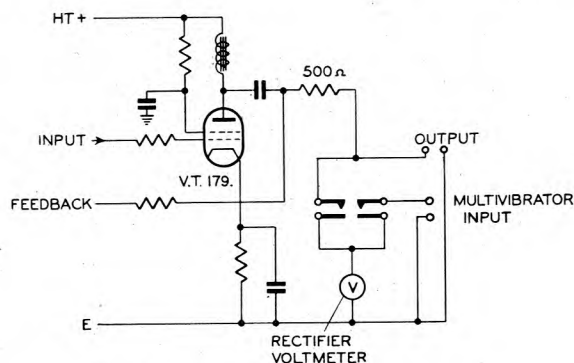 HT+
500Ω
INPUT
OUTPUT
V.T. 179.
FEEDBACK
MULTIVIBRATOR
INPUT
V
E
RECTIFIER
VOLTMETER